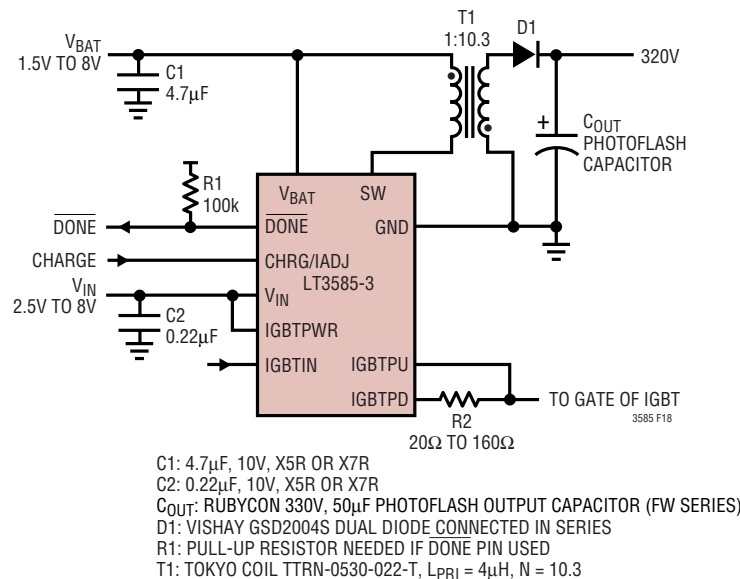 T1
1:10.3
D1
VBAT
1.5V TO 8V
C1
4.7µF
320V
+
COUT
PHOTOFLASH
CAPACITOR
R1
100k
VBAT
SW
DONE
DONE
GND
CHARGE
CHRG/IADJ
LT3585-3
VIN
2.5V TO 8V
VIN
C2
0.22µF
IGBTPWR
IGBTIN
IGBTPU
IGBTPD
TO GATE OF IGBT
3585 F18
R2
20Ω TO 160Ω
C1: 4.7µF, 10V, X5R OR X7R
C2: 0.22µF, 10V, X5R OR X7R
COUT: RUBYCON 330V, 50µF PHOTOFLASH OUTPUT CAPACITOR (FW SERIES)
D1: VISHAY GSD2004S DUAL DIODE CONNECTED IN SERIES
R1: PULL-UP RESISTOR NEEDED IF DONE PIN USED
T1: TOKYO COIL TTRN-0530-022-T, LPRI = 4µH, N = 10.3